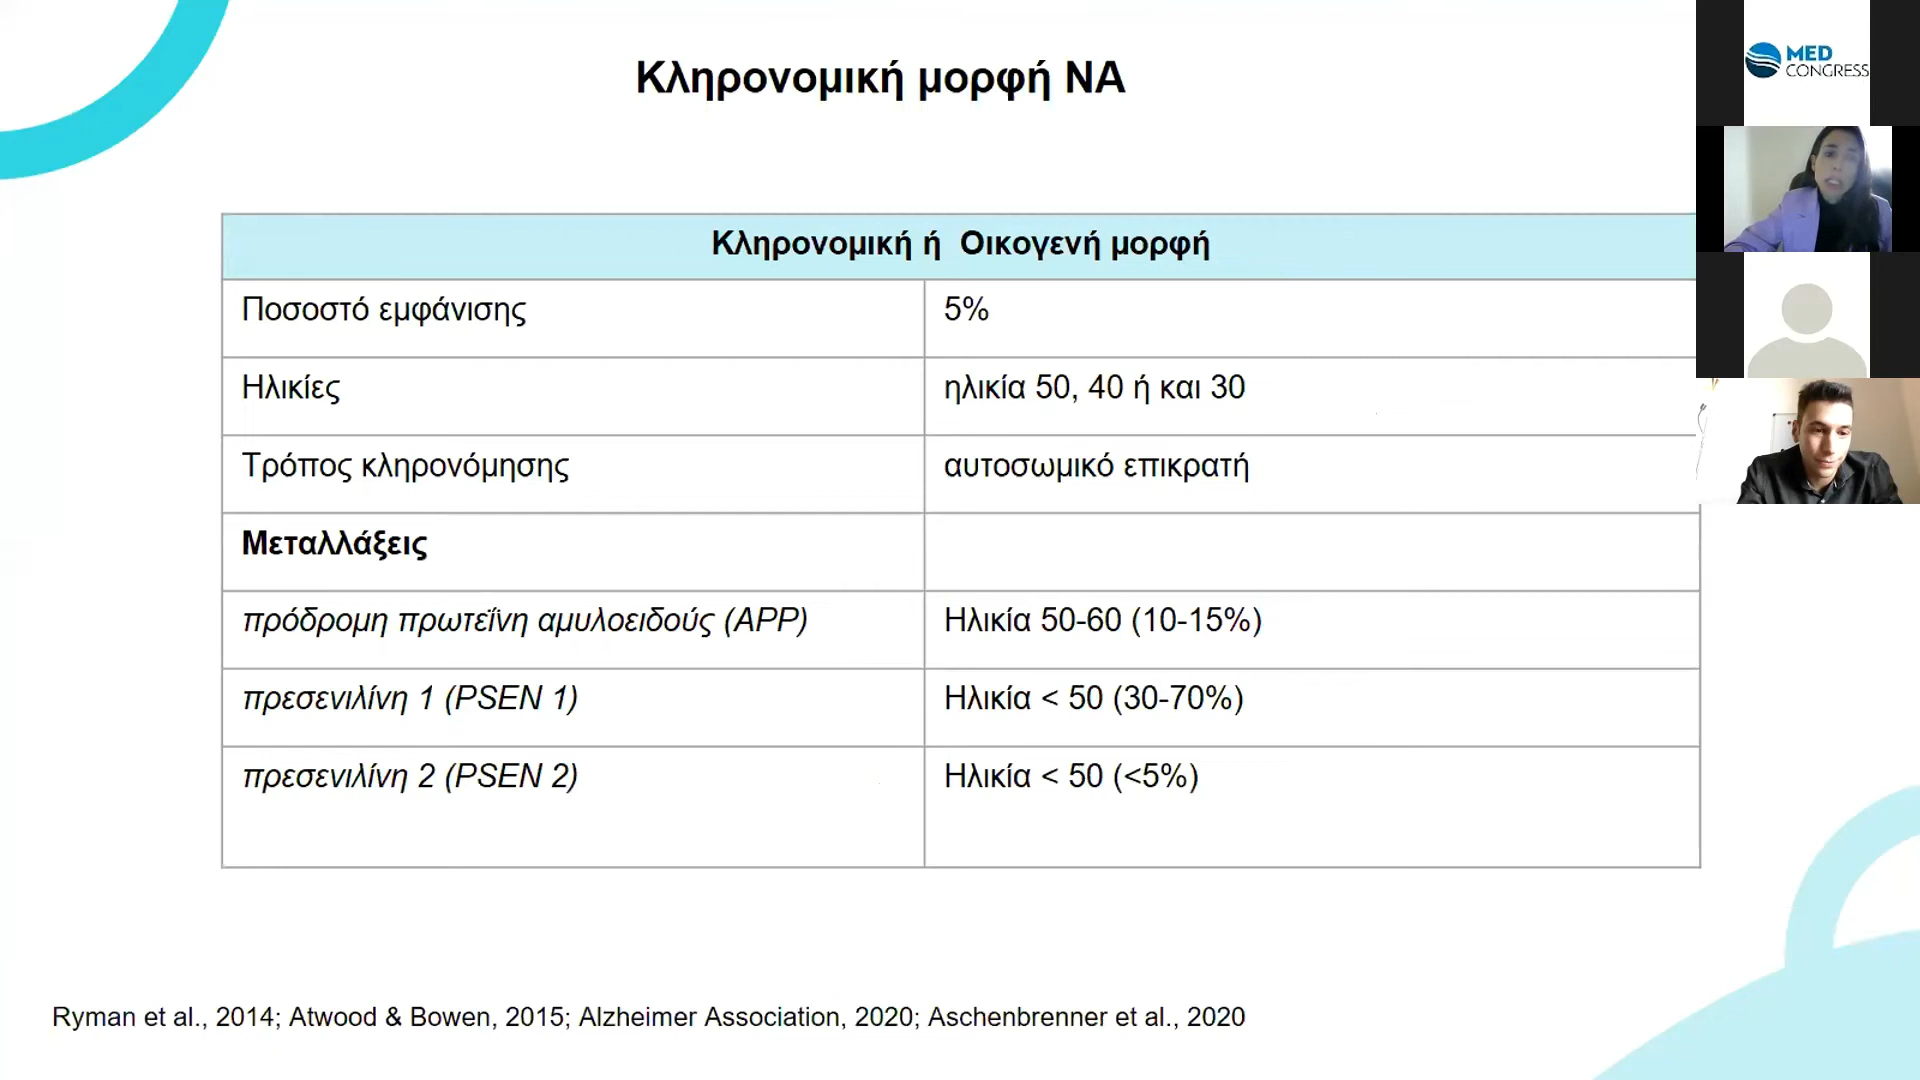 Κληρονομική μορφή ΝΑ
MED
CONGRESS
Κληρονομική ή Οικογενή μορφή
Ποσοστό εμφάνισης 5%
Ηλικίες ηλικία 50, 40 ή και 30
Τρόπος κληρονόμησης αυτοσωμικό επικρατή
Μεταλλάξεις
πρόδρομη πρωτεΐνη αμυλοειδούς (APP) Ηλικία 50-60 (10-15%)
πρεσενιλίνη 1 (PSEN 1) Ηλικία < 50 (30-70%)
πρεσενιλίνη 2 (PSEN 2) Ηλικία < 50 (<5%)
Ryman et al., 2014; Atwood & Bowen, 2015; Alzheimer Association, 2020; Aschenbrenner et al., 2020